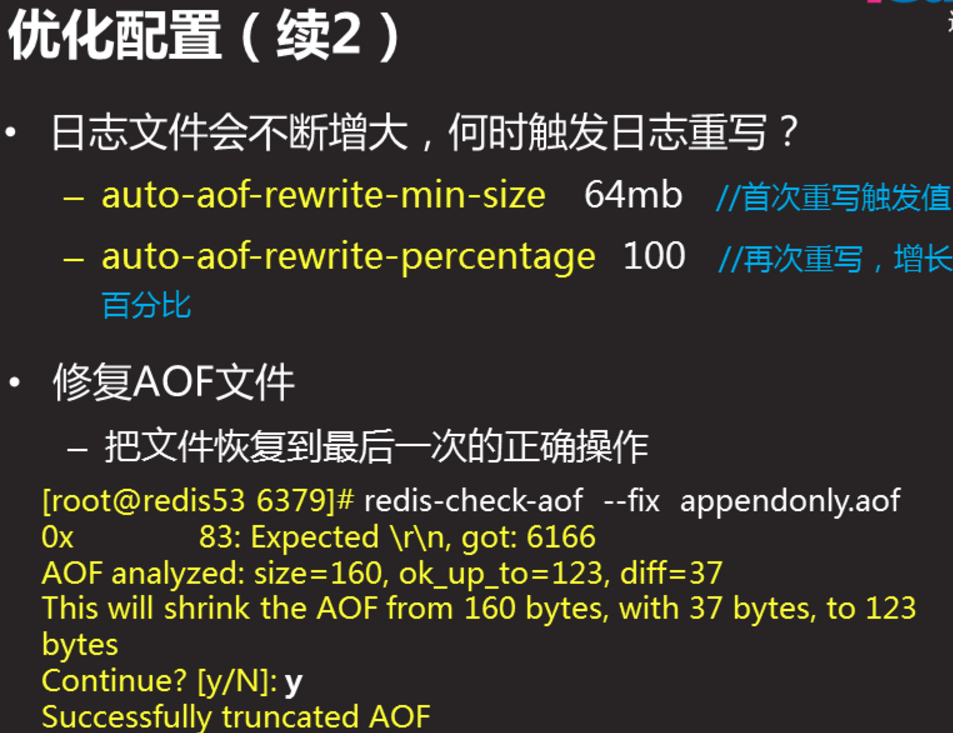 优化配置（续2）
• 日志文件会不断增大，何时触发日志重写？
– auto-aof-rewrite-min-size 64mb //首次重写触发值
– auto-aof-rewrite-percentage 100 //再次重写，增长
百分比
• 修复AOF文件
– 把文件恢复到最后一次的正确操作
[root@redis53 6379]# redis-check-aof --fix appendonly.aof
0x 83: Expected \r\n, got: 6166
AOF analyzed: size=160, ok_up_to=123, diff=37
This will shrink the AOF from 160 bytes, with 37 bytes, to 123
bytes
Continue? [y/N]: y
Successfully truncated AOF